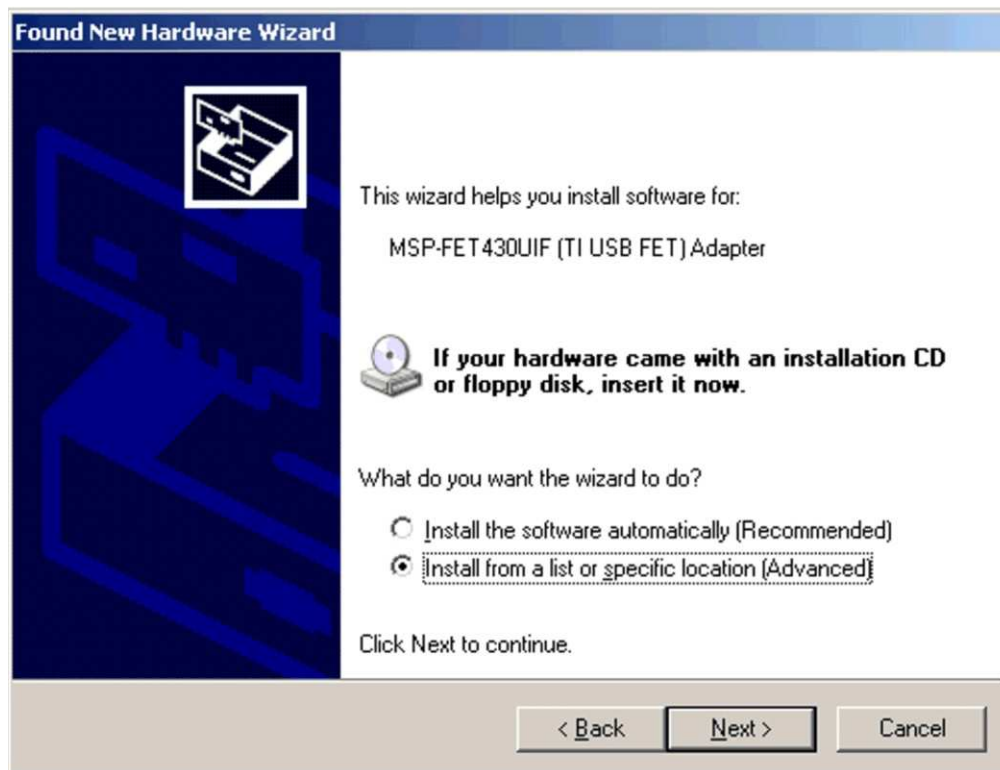 Found New Hardware Wizard
This wizard helps you install software for:
MSP-FET430UIF (TI USB FET) Adapter
If your hardware came with an installation CD
or floppy disk, insert it now.
What do you want the wizard to do?
Install the software automatically (Recommended)
Install from a list or specific location (Advanced)
Click Next to continue.
< Back Next > Cancel